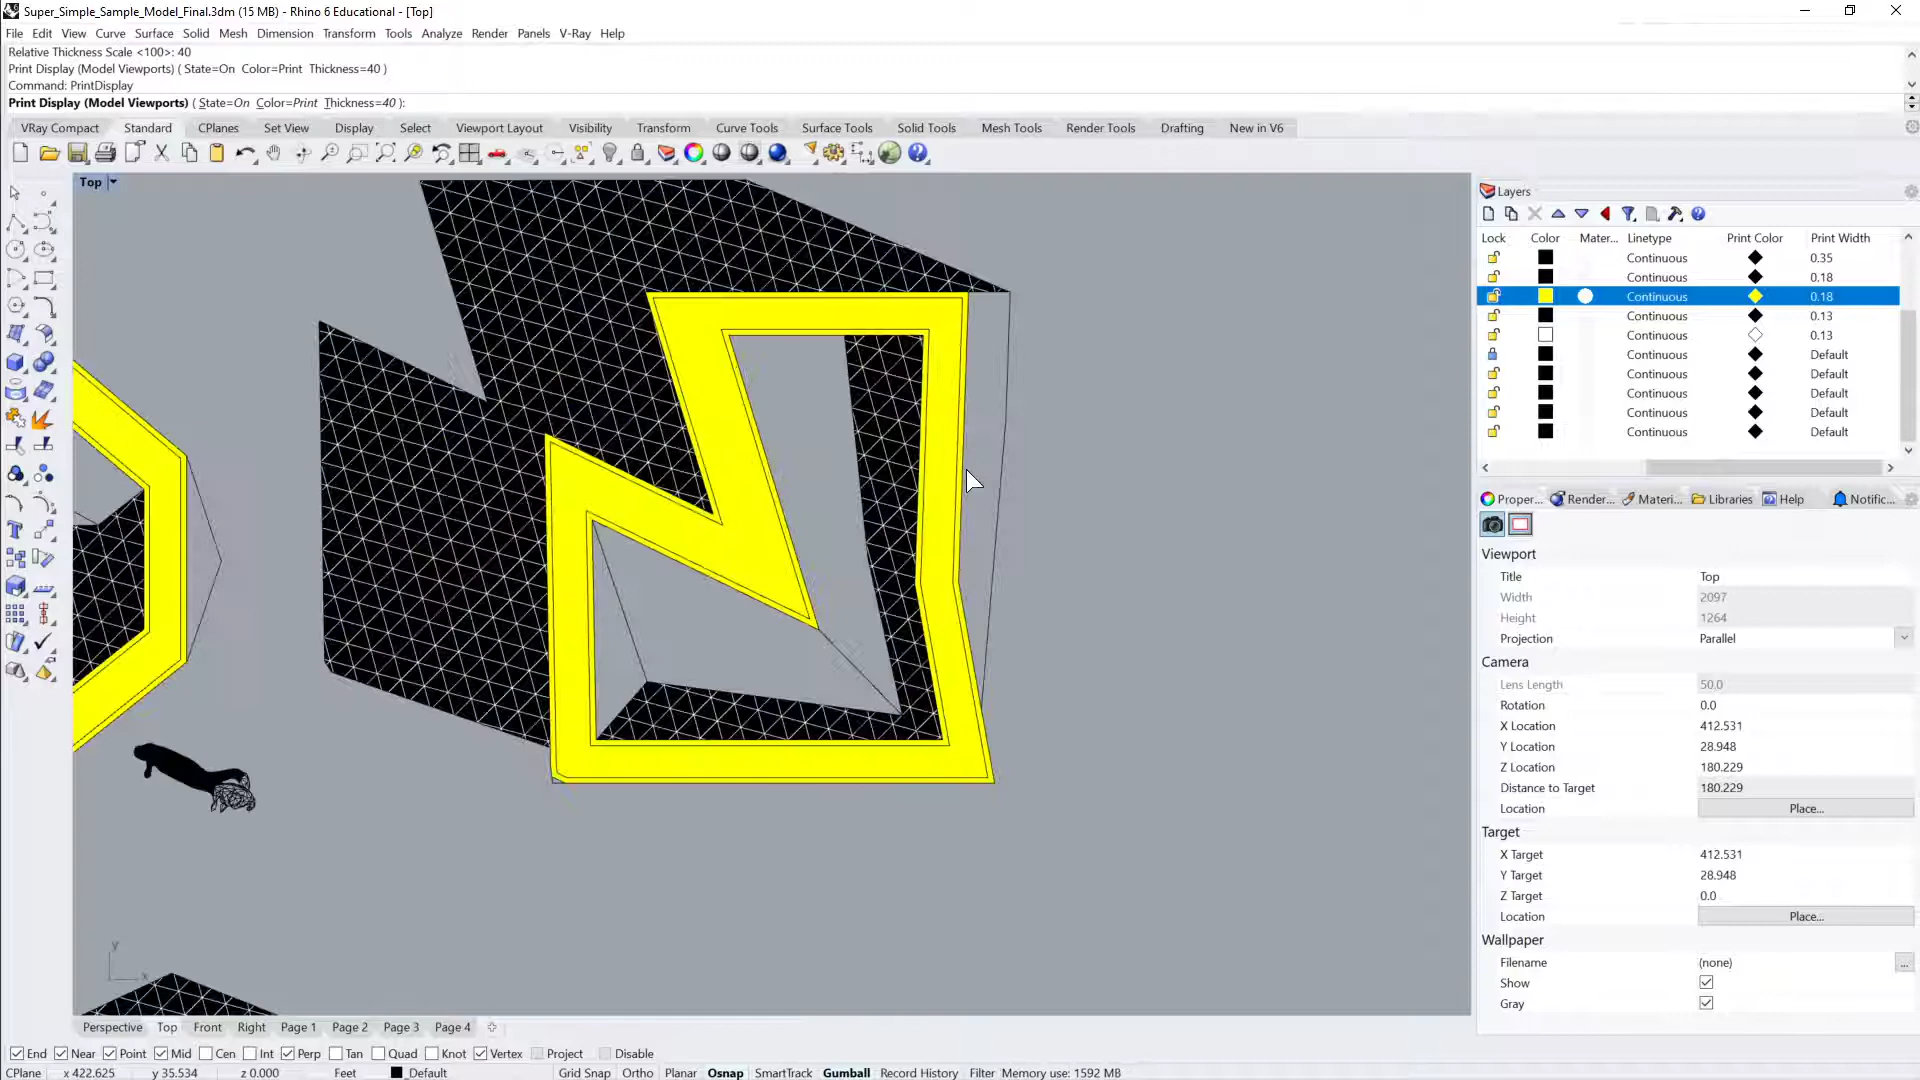 Super_Simple_Sample_Model_Final.3dm (15 MB) - Rhino 6 Educational - [Top]
File Edit View Curve Surface Solid Mesh Dimension Transform Tools Analyze Render Panels V-Ray Help
Relative Thickness Scale <100>: 40
Print Display (Model Viewports) ( State=On Color=Print Thickness=40 )
Command: PrintDisplay
Print Display (Model Viewports) ( State=On Color=Print Thickness=40 ):
VRay Compact Standard CPlanes Set View Display Select Viewport Layout Visibility Transform Curve Tools Surface Tools Solid Tools Mesh Tools Render Tools Drafting New in V6
Top
Layers
Lock Color Mater... Linetype Print Color Print Width
Continuous 0.35
Continuous 0.18
Continuous 0.18
Continuous 0.13
Continuous 0.13
Continuous Default
Continuous Default
Continuous Default
Continuous Default
Continuous Default
Proper... Render... Materi... Libraries Help Notific...
Viewport
Title Top
Width 2097
Height 1264
Projection Parallel
Camera
Lens Length 50.0
Rotation 0.0
X Location 412.531
Y Location 28.948
Z Location 180.229
Distance to Target 180.229
Location Place...
Target
X Target 412.531
Y Target 28.948
Z Target 0.0
Location Place...
Wallpaper
Filename (none) ...
Show
Gray
y
x
Perspective Top Front Right Page 1 Page 2 Page 3 Page 4
End Near Point Mid Cen Int Perp Tan Quad Knot Vertex Project Disable
CPlane x 422.625 y 35.534 z 0.000 Feet _Default Grid Snap Ortho Planar Osnap SmartTrack Gumball Record History Filter Memory use: 1592 MB